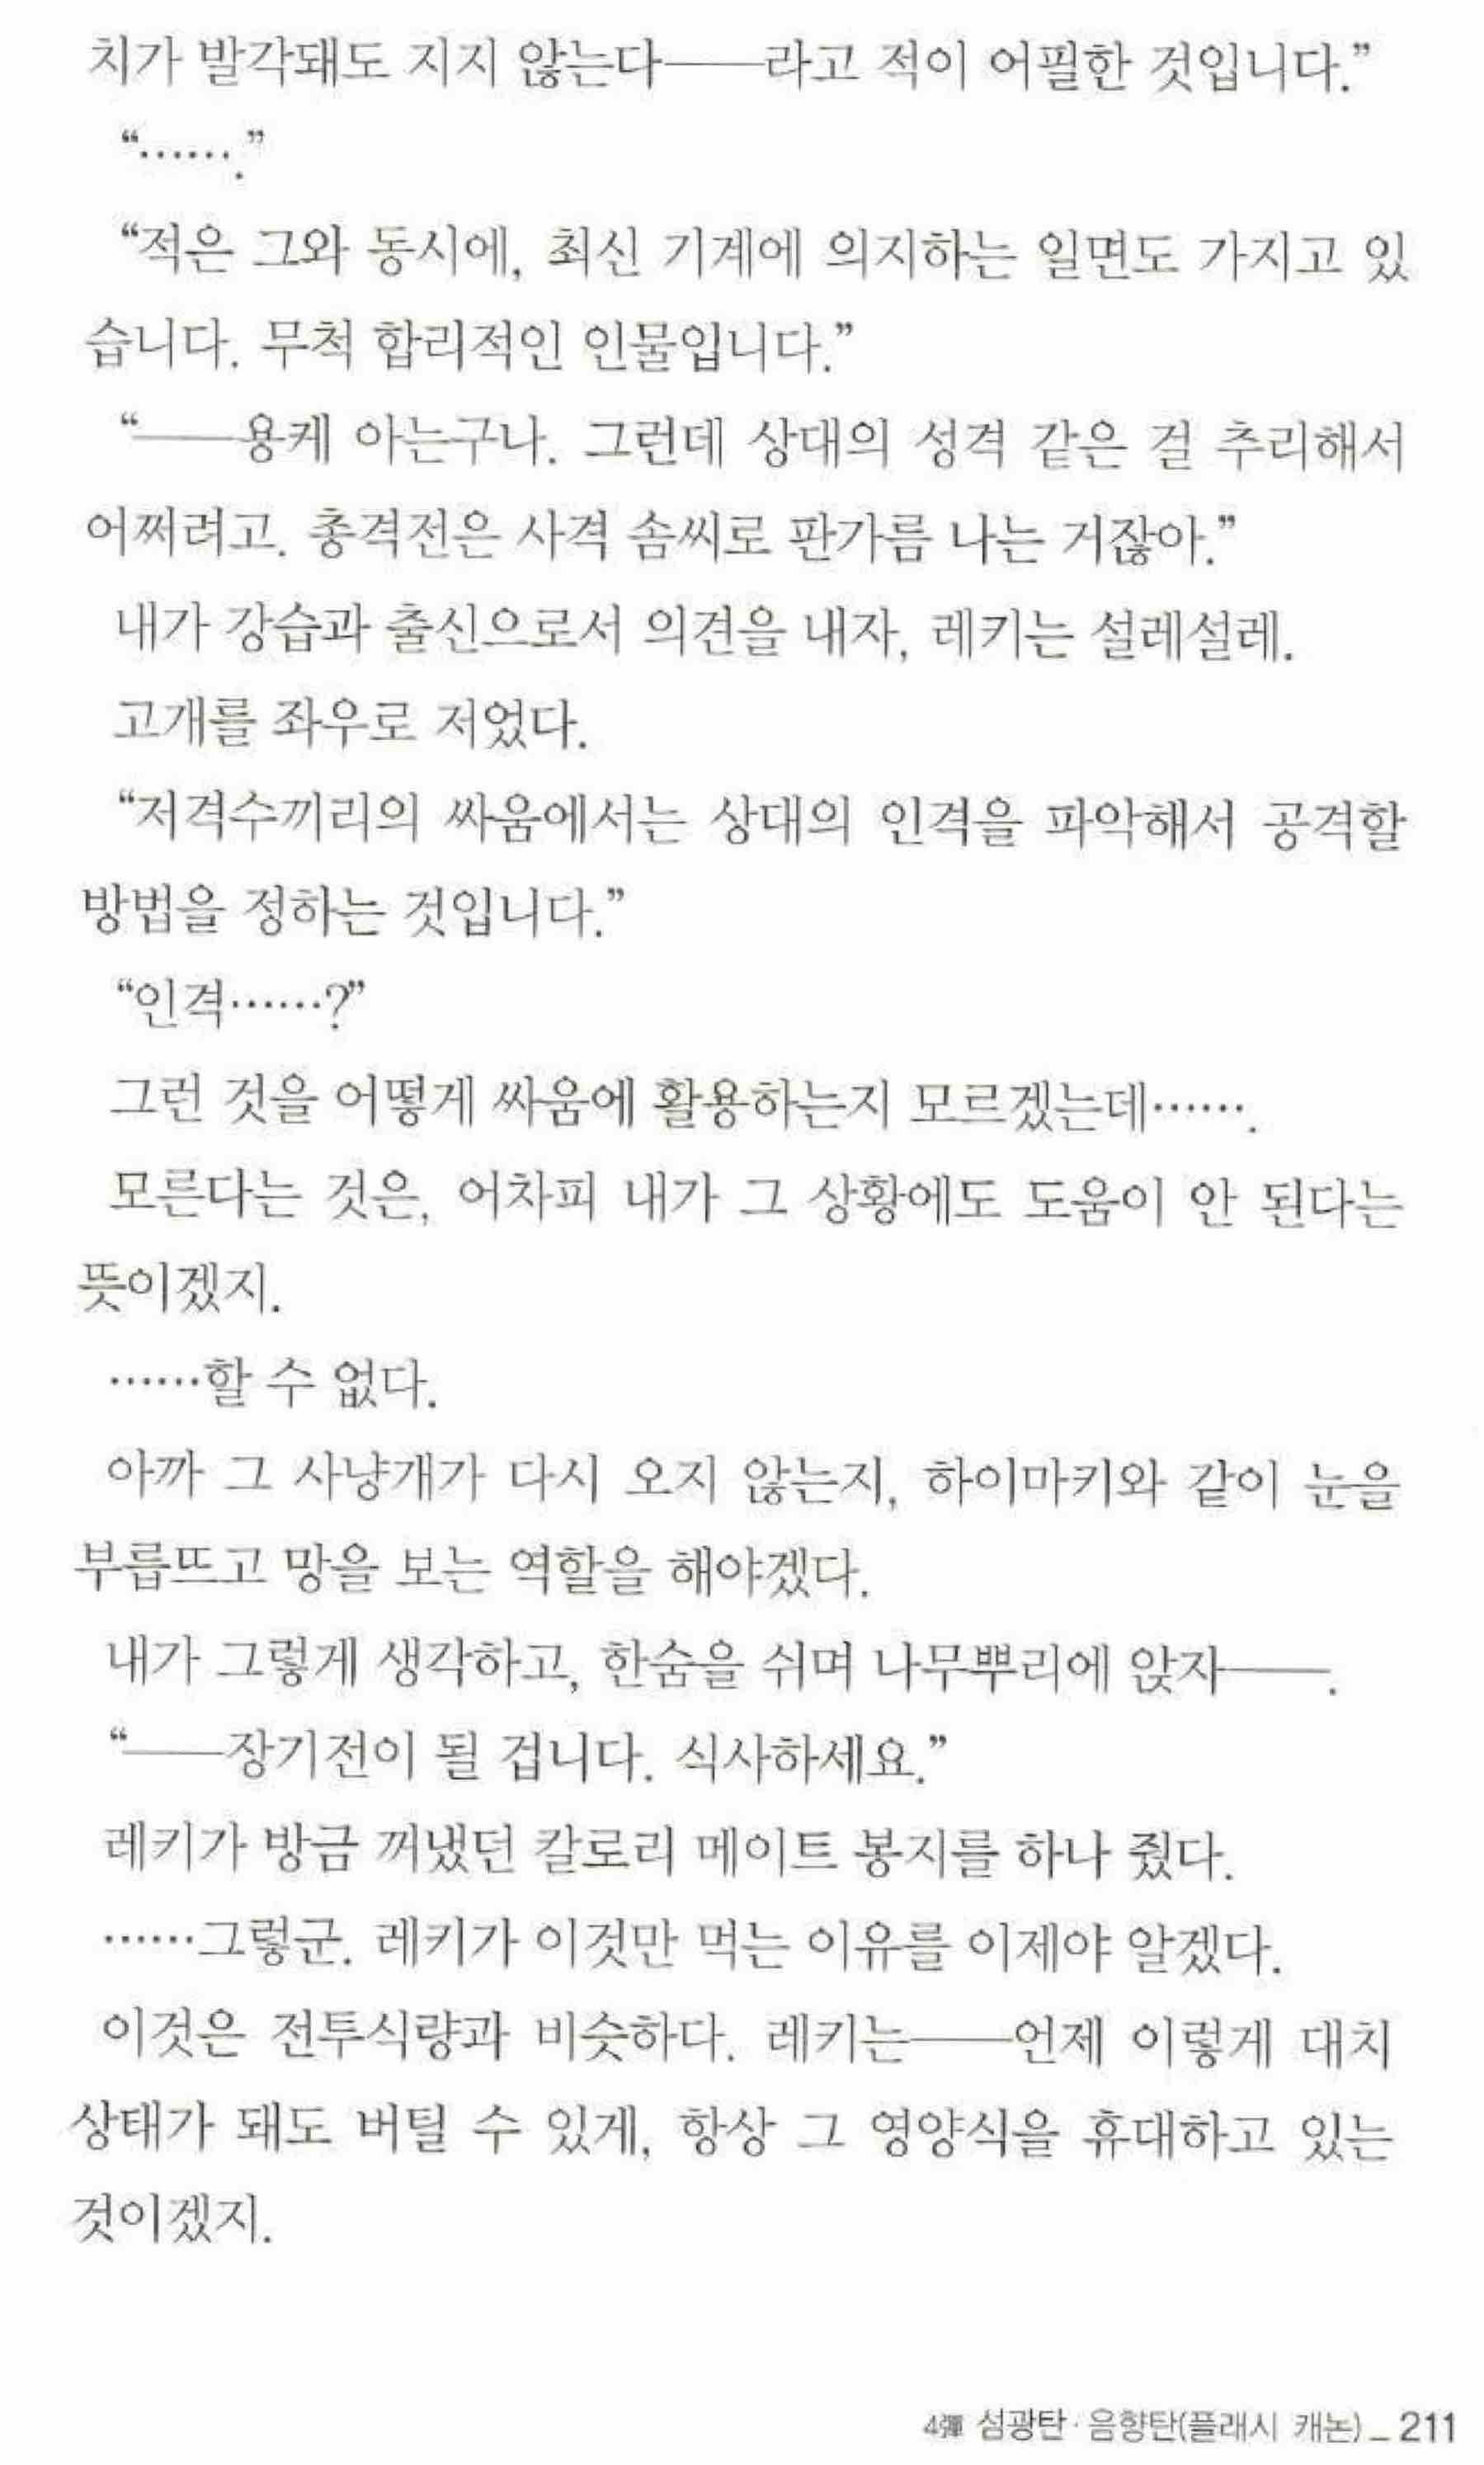 치가 발각돼도 지지 않는다――라고 적이 어필한 것입니다.”
“…….”
“적은 그와 동시에, 최신 기계에 의지하는 일면도 가지고 있
습니다. 무척 합리적인 인물입니다.”
“――용케 아는구나. 그런데 상대의 성격 같은 걸 추리해서
어쩌려고. 총격전은 사격 솜씨로 판가름 나는 거잖아.”
내가 강습과 출신으로서 의견을 내자, 레키는 설레설레.
고개를 좌우로 저었다.
“저격수끼리의 싸움에서는 상대의 인격을 파악해서 공격할
방법을 정하는 것입니다.”
“인격……?”
그런 것을 어떻게 싸움에 활용하는지 모르겠는데…….
모른다는 것은, 어차피 내가 그 상황에도 도움이 안 된다는
뜻이겠지.
……할 수 없다.
아까 그 사냥개가 다시 오지 않는지, 하이마키와 같이 눈을
부릅뜨고 망을 보는 역할을 해야겠다.
내가 그렇게 생각하고, 한숨을 쉬며 나무뿌리에 앉자――.
“――장기전이 될 겁니다. 식사하세요.”
레키가 방금 꺼냈던 칼로리 메이트 봉지를 하나 줬다.
……그렇군. 레키가 이것만 먹는 이유를 이제야 알겠다.
이것은 전투식량과 비슷하다. 레키는――언제 이렇게 대치
상태가 돼도 버틸 수 있게, 항상 그 영양식을 휴대하고 있는
것이겠지.
4彈 섬광탄·음향탄(플래시 캐논)_211